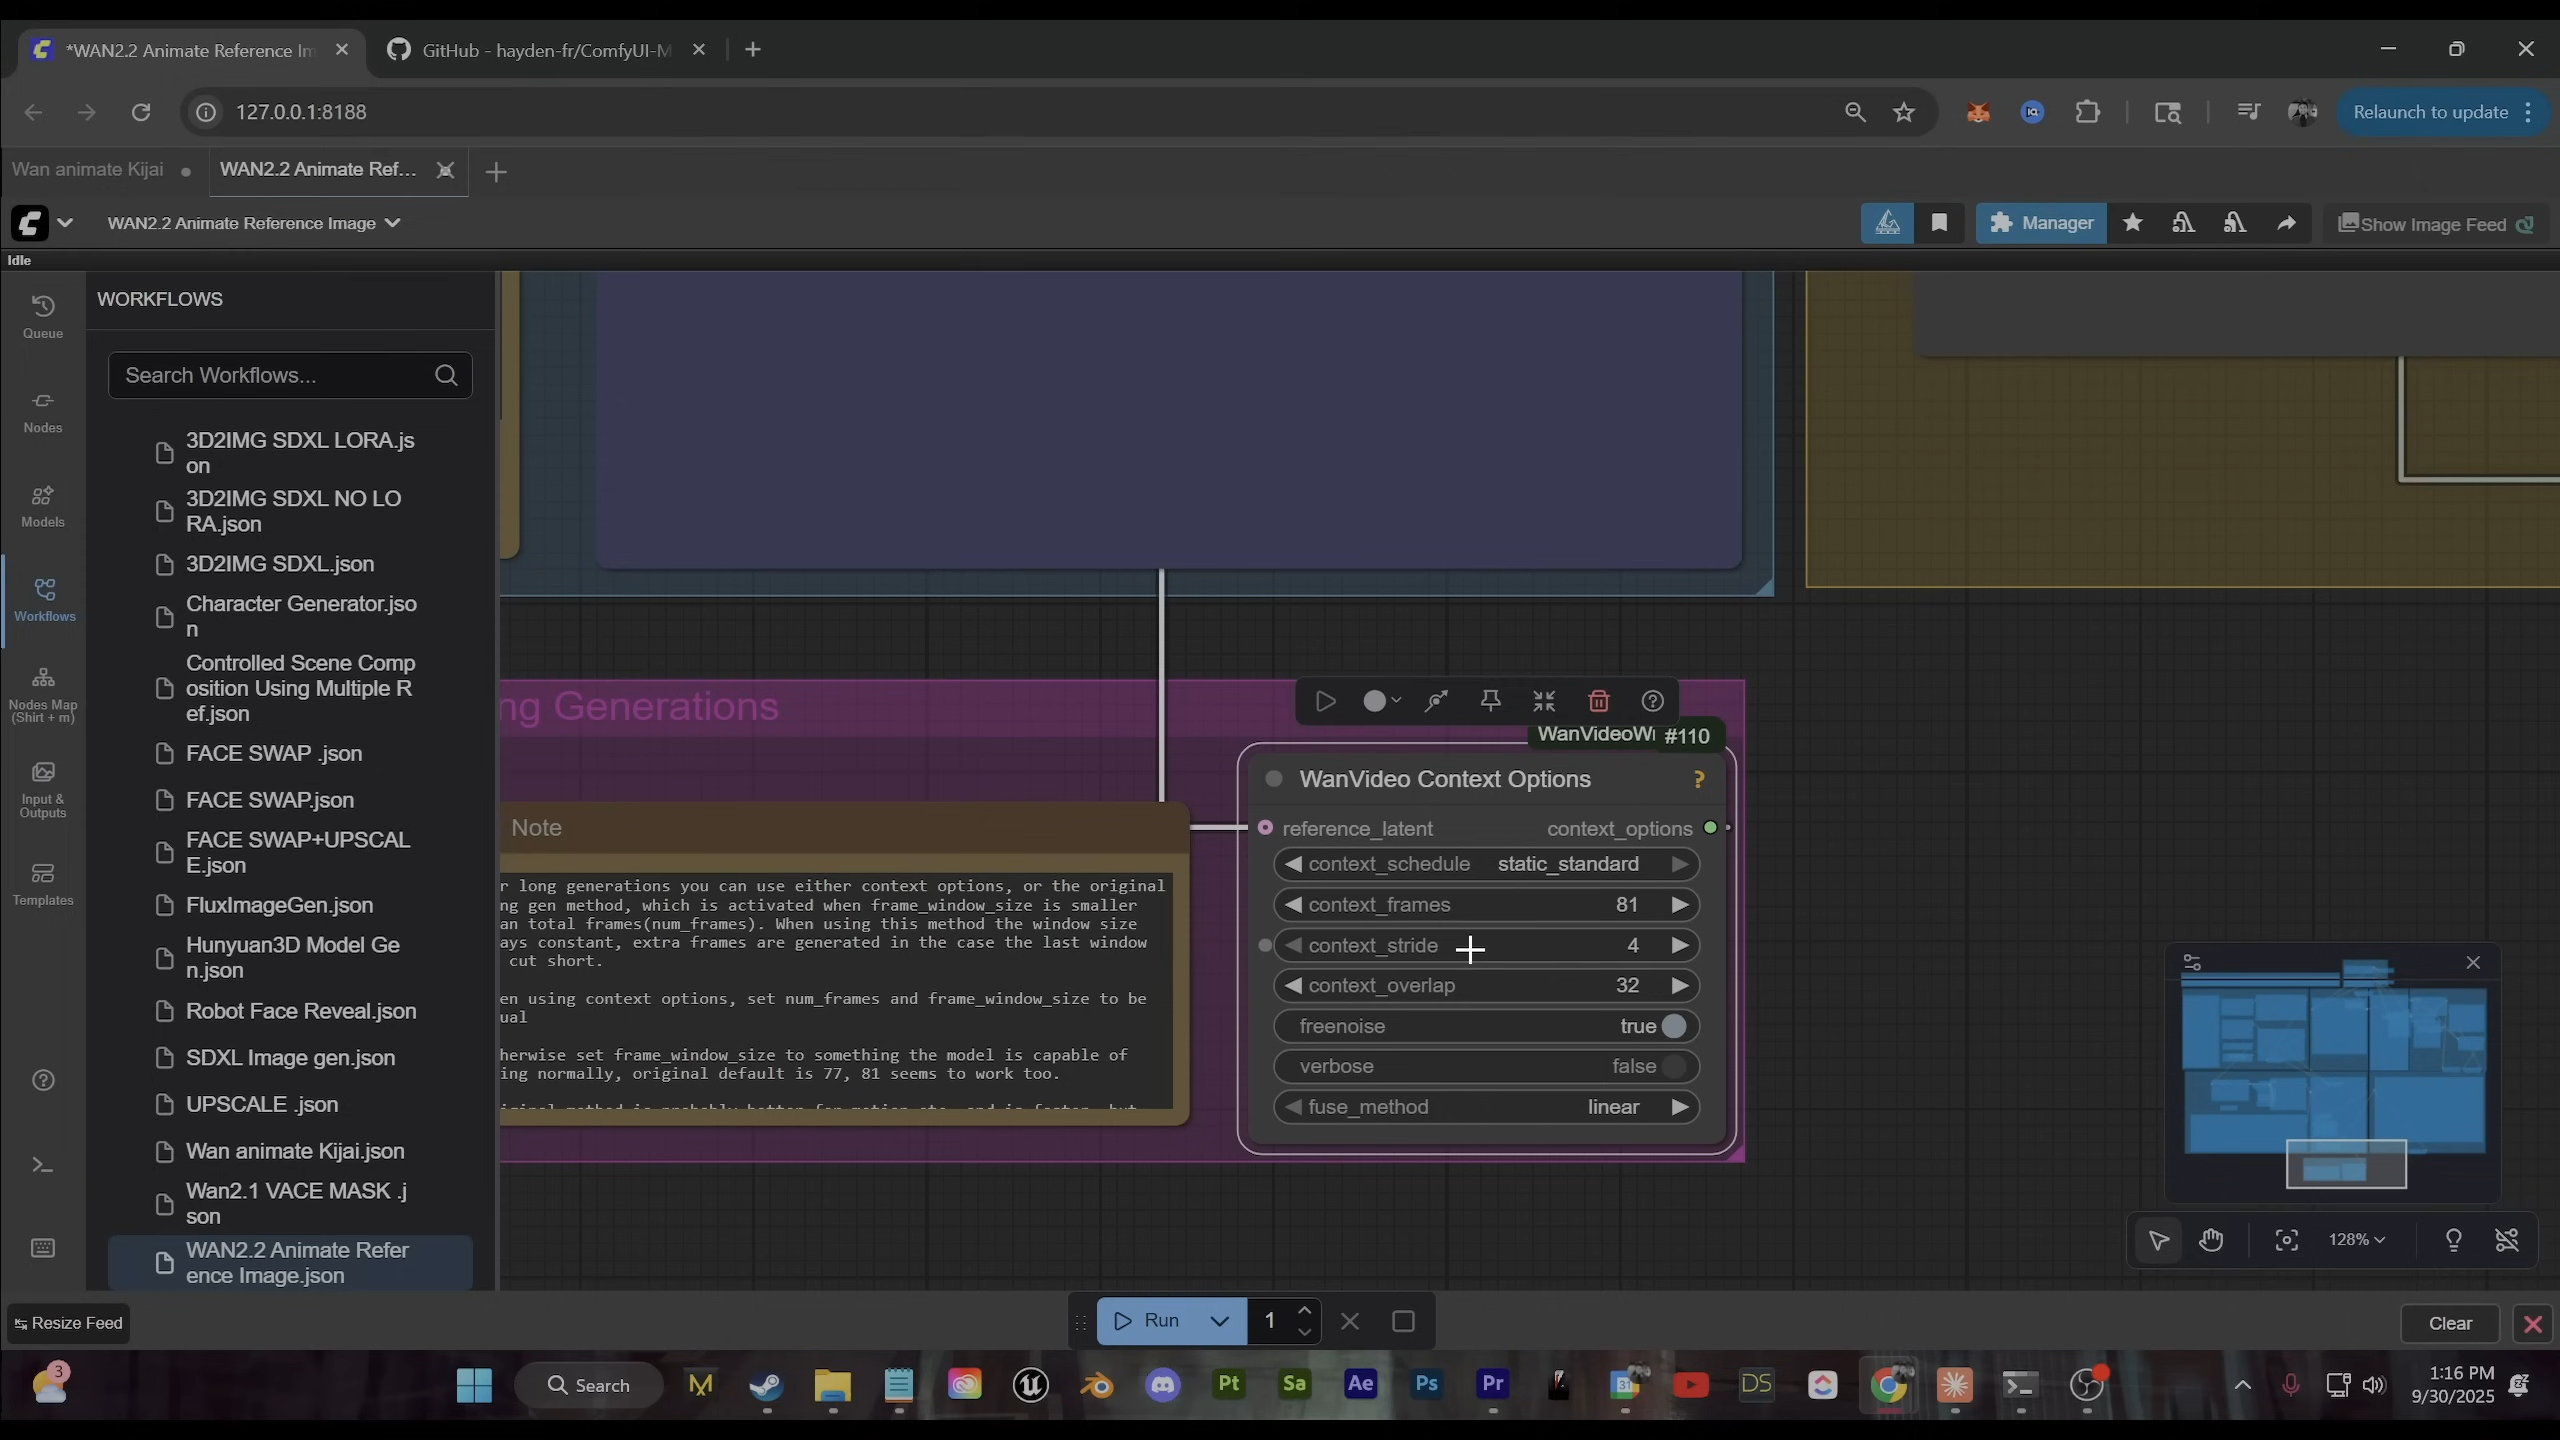 *WAN2.2 Animate Reference Im
GitHub - hayden-fr/ComfyUI-M
127.0.0.1:8188
Relaunch to update
Wan animate Kijai
WAN2.2 Animate Ref...
WAN2.2 Animate Reference Image
Manager
Show Image Feed
Idle
Queue
Nodes
Models
Workflows
Nodes Map
(Shirt + m)
Input &
Outputs
Templates
WORKFLOWS
Search Workflows...
3D2IMG SDXL LORA.js
on
3D2IMG SDXL NO LO
RA.json
3D2IMG SDXL.json
Character Generator.jso
n
Controlled Scene Comp
osition Using Multiple R
ef.json
FACE SWAP .json
FACE SWAP.json
FACE SWAP+UPSCAL
E.json
FluxImageGen.json
Hunyuan3D Model Ge
n.json
Robot Face Reveal.json
SDXL Image gen.json
UPSCALE .json
Wan animate Kijai.json
Wan2.1 VACE MASK .j
son
WAN2.2 Animate Refer
ence Image.json
ng Generations
Note
r long generations you can use either context options, or the original
ng gen method, which is activated when frame_window_size is smaller
an total frames(num_frames). When using this method the window size
ays constant, extra frames are generated in the case the last window
cut short.
en using context options, set num_frames and frame_window_size to be
ual
herwise set frame_window_size to something the model is capable of
ing normally, original default is 77, 81 seems to work too.
WanVideoWr #110
WanVideo Context Options ?
reference_latent context_options
context_schedule static_standard
context_frames 81
context_stride 4
context_overlap 32
freenoise true
verbose false
fuse_method linear
128%
Resize Feed
Run 1
Clear
3
Search
Pt
Sa
Ae
Ps
Pr
31
DS
1:16 PM
9/30/2025